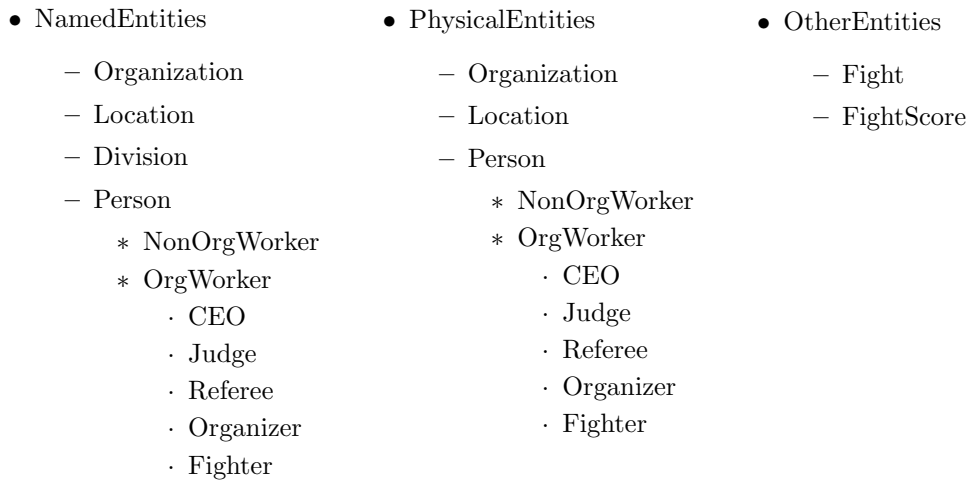 • NamedEntities
– Organization
– Location
– Division
– Person
∗ NonOrgWorker
∗ OrgWorker
· CEO
· Judge
· Referee
· Organizer
· Fighter
• PhysicalEntities
– Organization
– Location
– Person
∗ NonOrgWorker
∗ OrgWorker
· CEO
· Judge
· Referee
· Organizer
· Fighter
• OtherEntities
– Fight
– FightScore